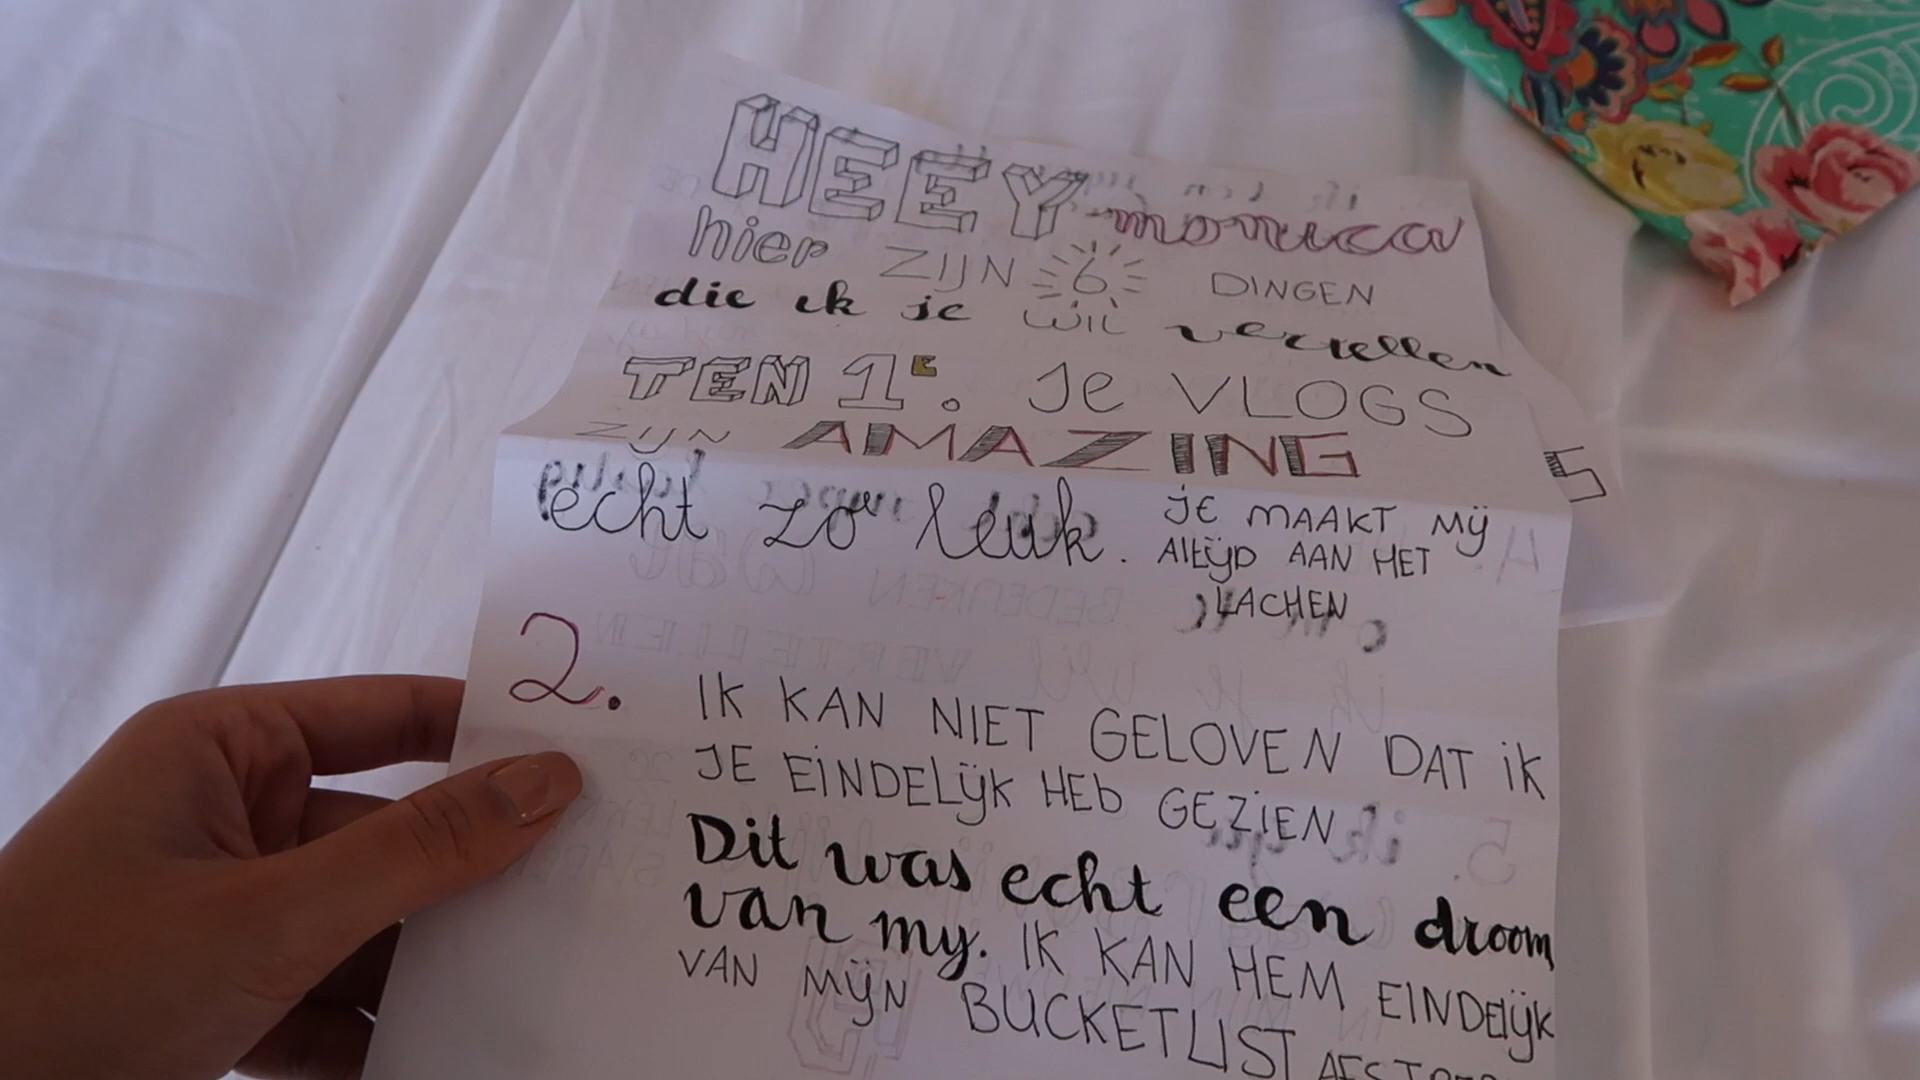 HEEY monica
hier ZIJN 6 DINGEN
die ik je WIL vertellen
TEN 1E. Je VLOGS
ZIJN AMAZING
echt zo leuk. JE MAAKT MIJ
ALTIJD AAN HET
LACHEN
2. IK KAN NIET GELOVEN DAT iK
JE EINDELIJK HEb GEZIEN
Dit was echt een droom
van my. IK KAN HEM EINDELIJK
VAN MIJN BUCKETLIST
5